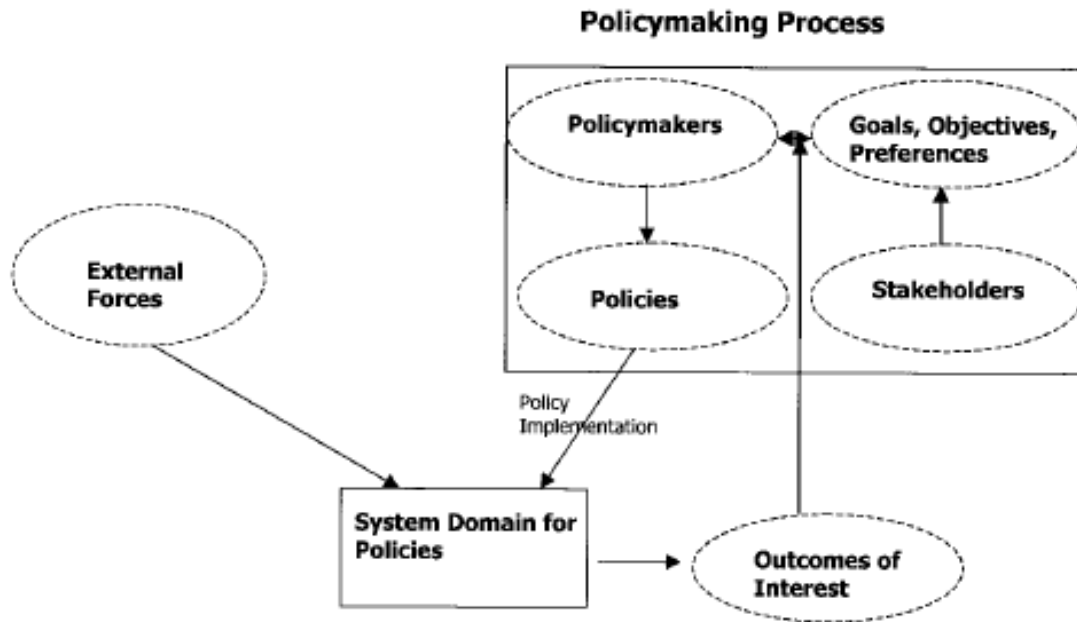 Policymaking Process
Policymakers
Goals, Objectives,
Preferences
External
Forces
Policies
Stakeholders
Policy
Implementation
System Domain for
Policies
Outcomes of
Interest